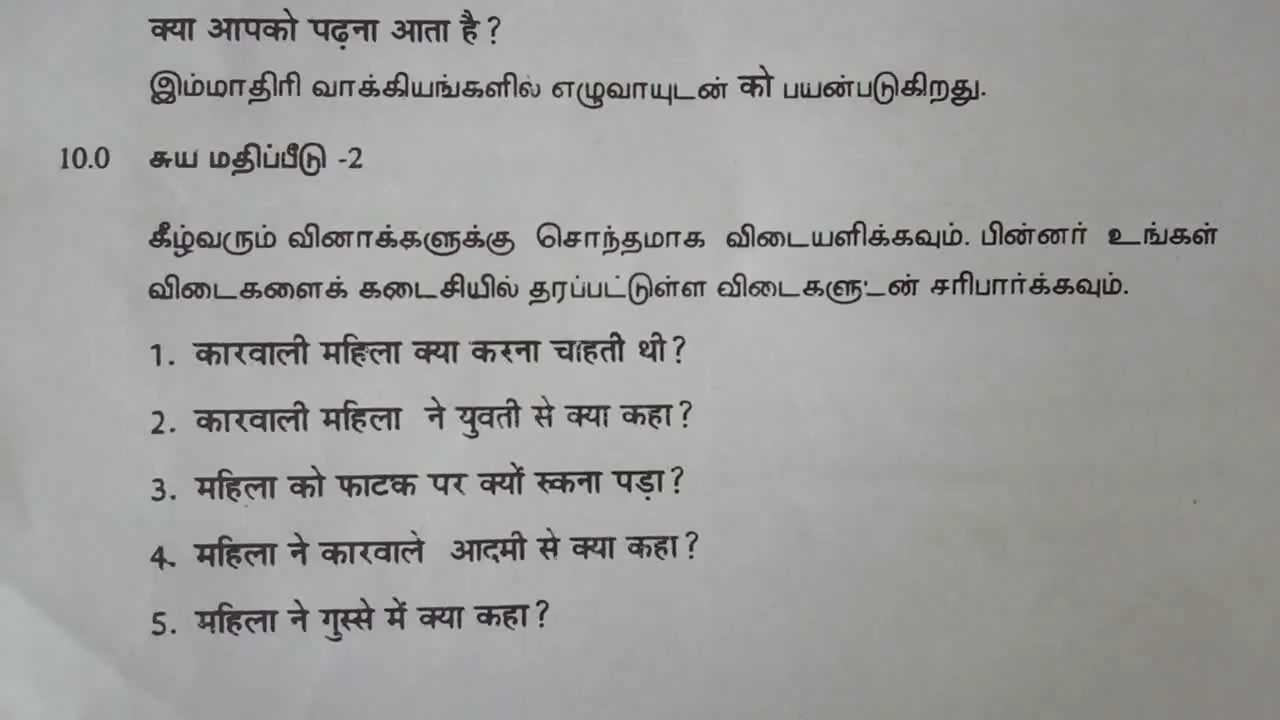 क्या आपको पढ़ना आता है ?
இம்மாதிரி வாக்கியங்களில் எழுவாயுடன் को பயன்படுகிறது.
10.0 சுய மதிப்பீடு -2
கீழ்வரும் வினாக்களுக்கு சொந்தமாக விடையளிக்கவும். பின்னர் உங்கள்
விடைகளைக் கடைசியில் தரப்பட்டுள்ள விடைகளுடன் சரிபார்க்கவும்.
1. कारवाली महिला क्या करना चाहती थी ?
2. कारवाली महिला ने युवती से क्या कहा ?
3. महिला को फाटक पर क्यों स्कना पड़ा ?
4. महिला ने कारवाले आदमी से क्या कहा ?
5. महिला ने गुस्से में क्या कहा ?